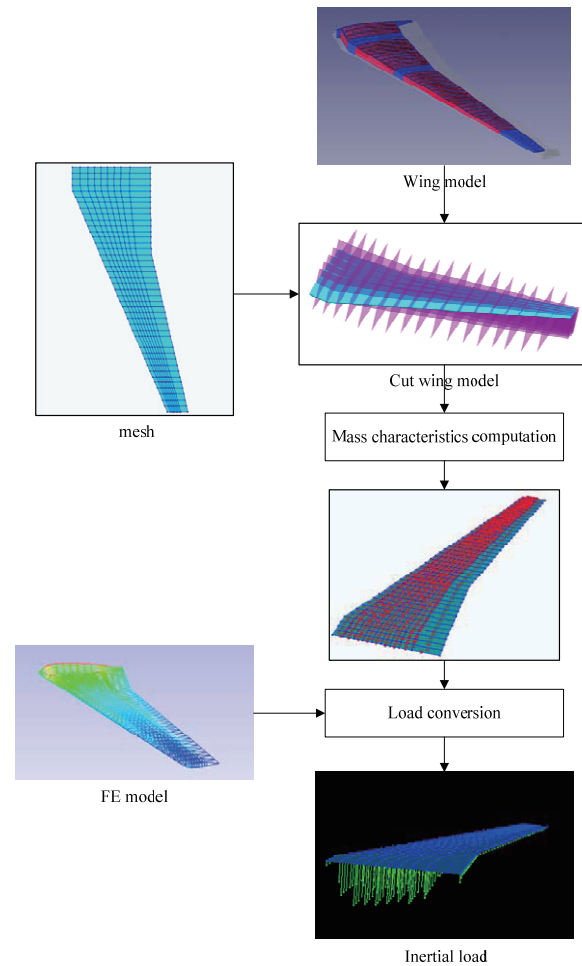 Wing model
Cut wing model
mesh
Mass characteristics computation
Load conversion
FE model
Inertial load